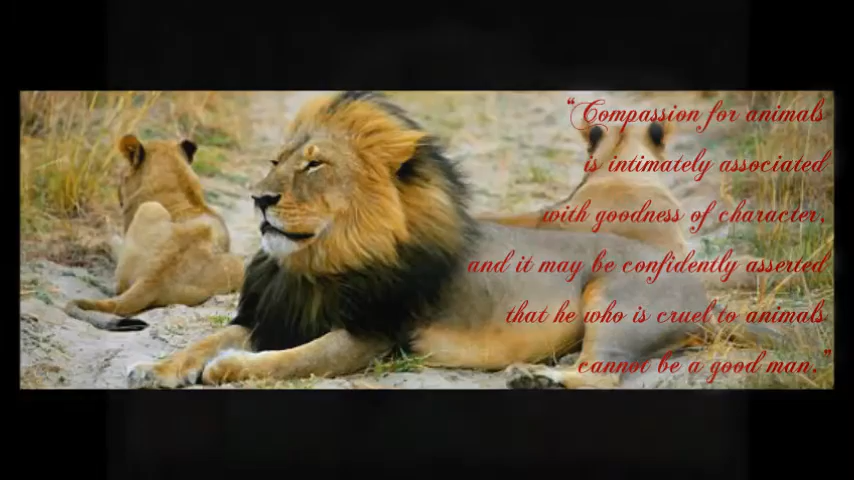 “Compassion for animals
is intimately associated
with goodness of character,
and it may be confidently asserted
that he who is cruel to animals
cannot be a good man.”